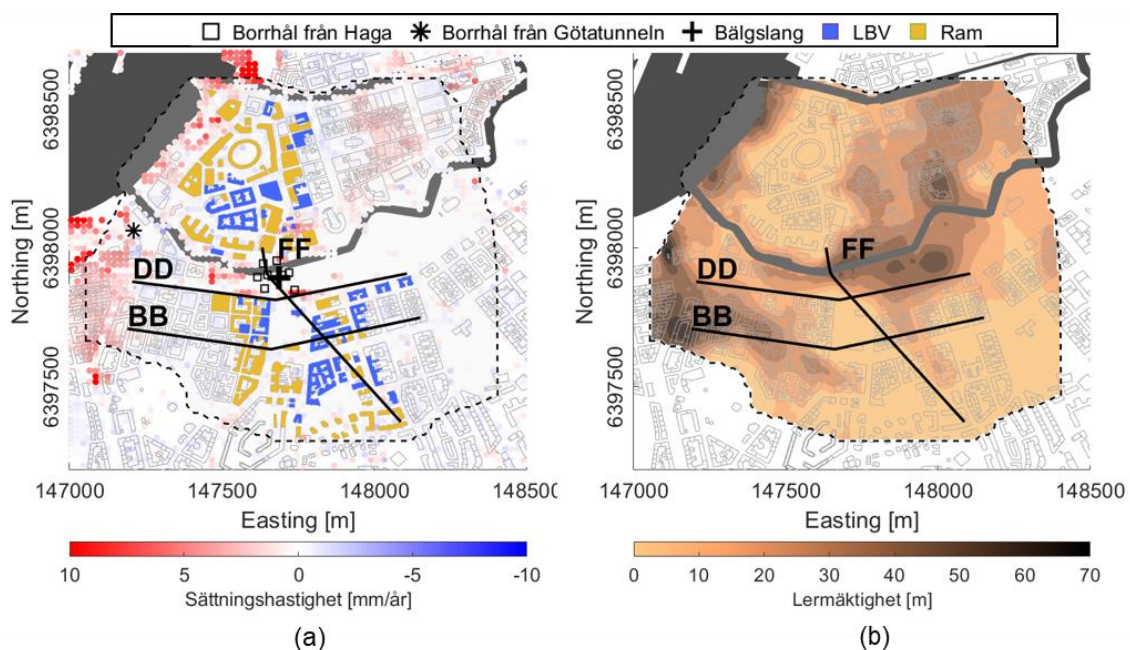 Borrhål från Haga Borrhål från Götatunneln Bälgslang LBV Ram
6398500
6398000
6397500
Northing [m]
FF
DD
BB
147000 147500 148000 148500
Easting [m]
10 5 0 -5 -10
Sättningshastighet [mm/år]
(a)
6398500
6398000
6397500
Northing [m]
FF
DD
BB
147000 147500 148000 148500
Easting [m]
0 10 20 30 40 50 60 70
Lermäktighet [m]
(b)